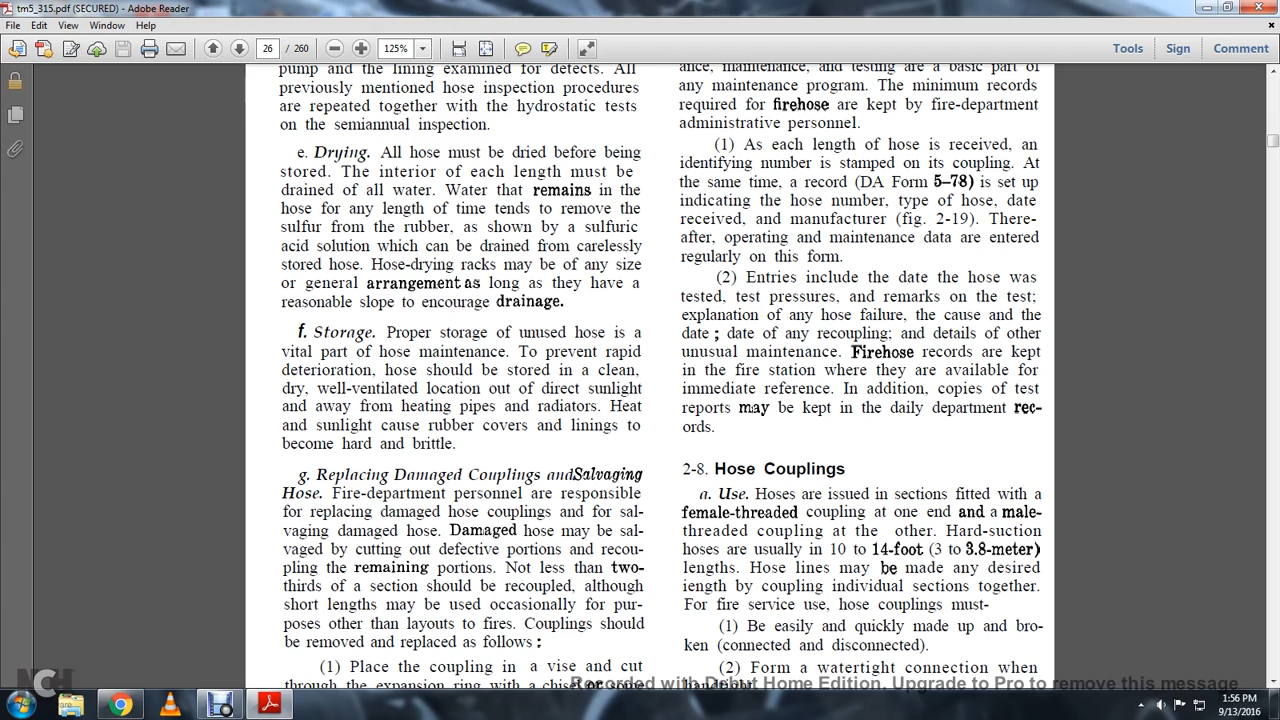 tm5_315.pdf (SECURED) - Adobe Reader
File Edit View Window Help
26 / 260 125% Tools Sign Comment
pump and the lining examined for defects. All
previously mentioned hose inspection procedures
are repeated together with the hydrostatic tests
on the semiannual inspection.
e. Drying. All hose must be dried before being
stored. The interior of each length must be
drained of all water. Water that remains in the
hose for any length of time tends to remove the
sulfur from the rubber, as shown by a sulfuric
acid solution which can be drained from carelessly
stored hose. Hose-drying racks may be of any size
or general arrangement as long as they have a
reasonable slope to encourage drainage.
f. Storage. Proper storage of unused hose is a
vital part of hose maintenance. To prevent rapid
deterioration, hose should be stored in a clean,
dry, well-ventilated location out of direct sunlight
and away from heating pipes and radiators. Heat
and sunlight cause rubber covers and linings to
become hard and brittle.
g. Replacing Damaged Couplings and Salvaging
Hose. Fire-department personnel are responsible
for replacing damaged hose couplings and for sal-
vaging damaged hose. Damaged hose may be sal-
vaged by cutting out defective portions and recou-
pling the remaining portions. Not less than two-
thirds of a section should be recoupled, although
short lengths may be used occasionally for pur-
poses other than layouts to fires. Couplings should
be removed and replaced as follows :
(1) Place the coupling in a vise and cut
through the expansion ring with a chisel or some
ance, maintenance, and testing are a basic part of
any maintenance program. The minimum records
required for firehose are kept by fire-department
administrative personnel.
(1) As each length of hose is received, an
identifying number is stamped on its coupling. At
the same time, a record (DA Form 5–78) is set up
indicating the hose number, type of hose, date
received, and manufacturer (fig. 2-19). There-
after, operating and maintenance data are entered
regularly on this form.
(2) Entries include the date the hose was
tested, test pressures, and remarks on the test;
explanation of any hose failure, the cause and the
date ; date of any recoupling; and details of other
unusual maintenance. Firehose records are kept
in the fire station where they are available for
immediate reference. In addition, copies of test
reports may be kept in the daily department rec-
ords.
2-8. Hose Couplings
a. Use. Hoses are issued in sections fitted with a
female-threaded coupling at one end and a male-
threaded coupling at the other. Hard-suction
hoses are usually in 10 to 14-foot (3 to 3.8-meter)
lengths. Hose lines may be made any desired
iength by coupling individual sections together.
For fire service use, hose couplings must-
(1) Be easily and quickly made up and bro-
ken (connected and disconnected).
(2) Form a watertight connection when
handtight.
Recorded with Debut Home Edition. Upgrade to Pro to remove this message
NCH
1:56 PM
9/13/2016